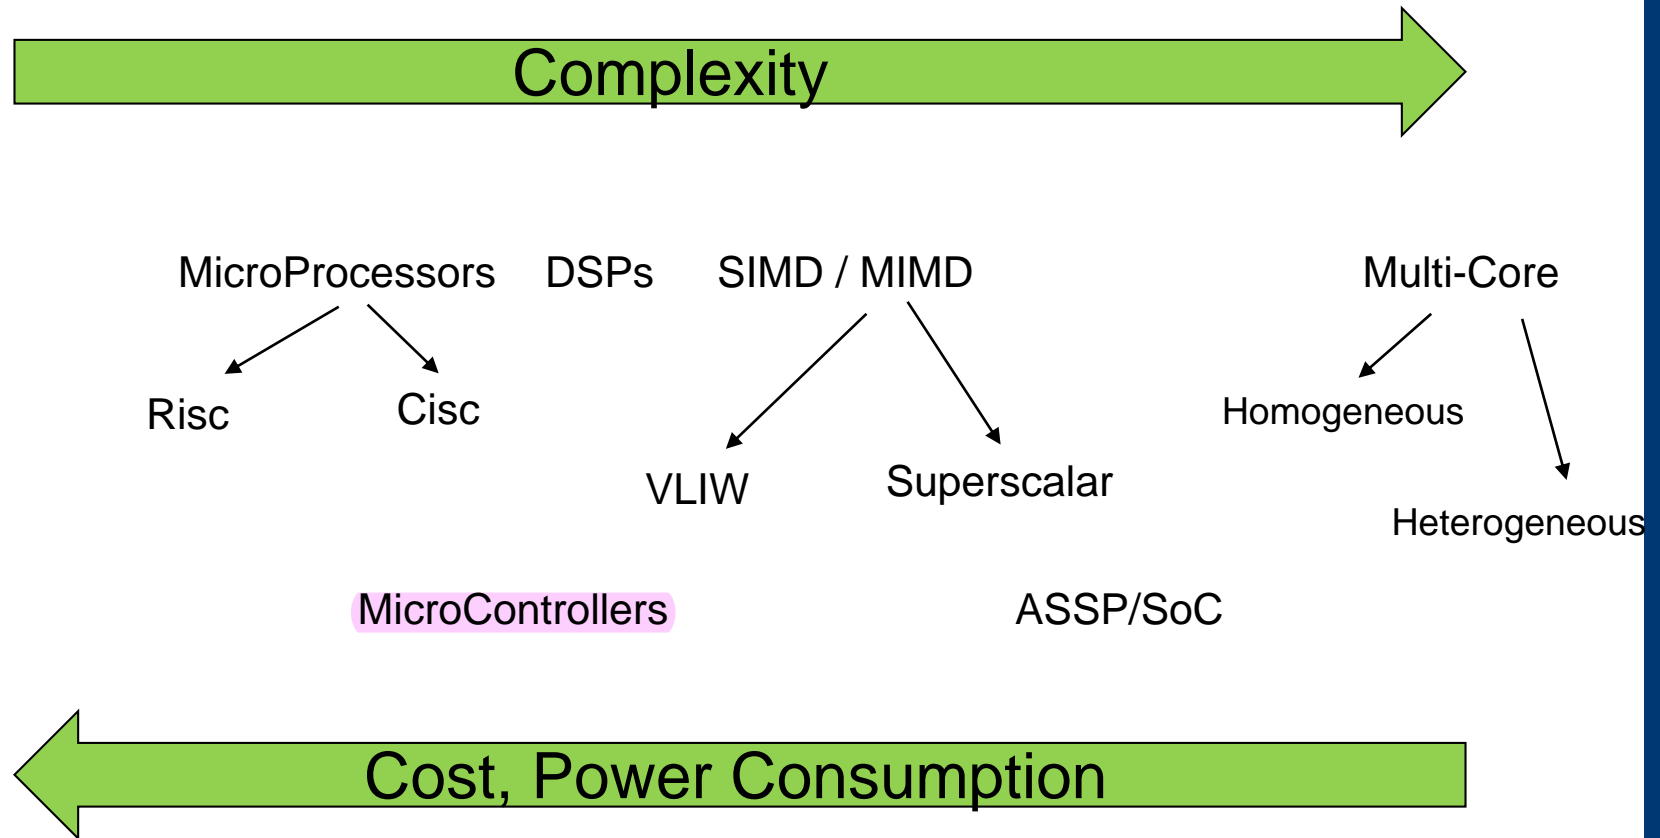 Complexity
MicroProcessors DSPs SIMD / MIMD Multi-Core
Risc Cisc Homogeneous
VLIW Superscalar
Heterogeneous
MicroControllers ASSP/SoC
Cost, Power Consumption